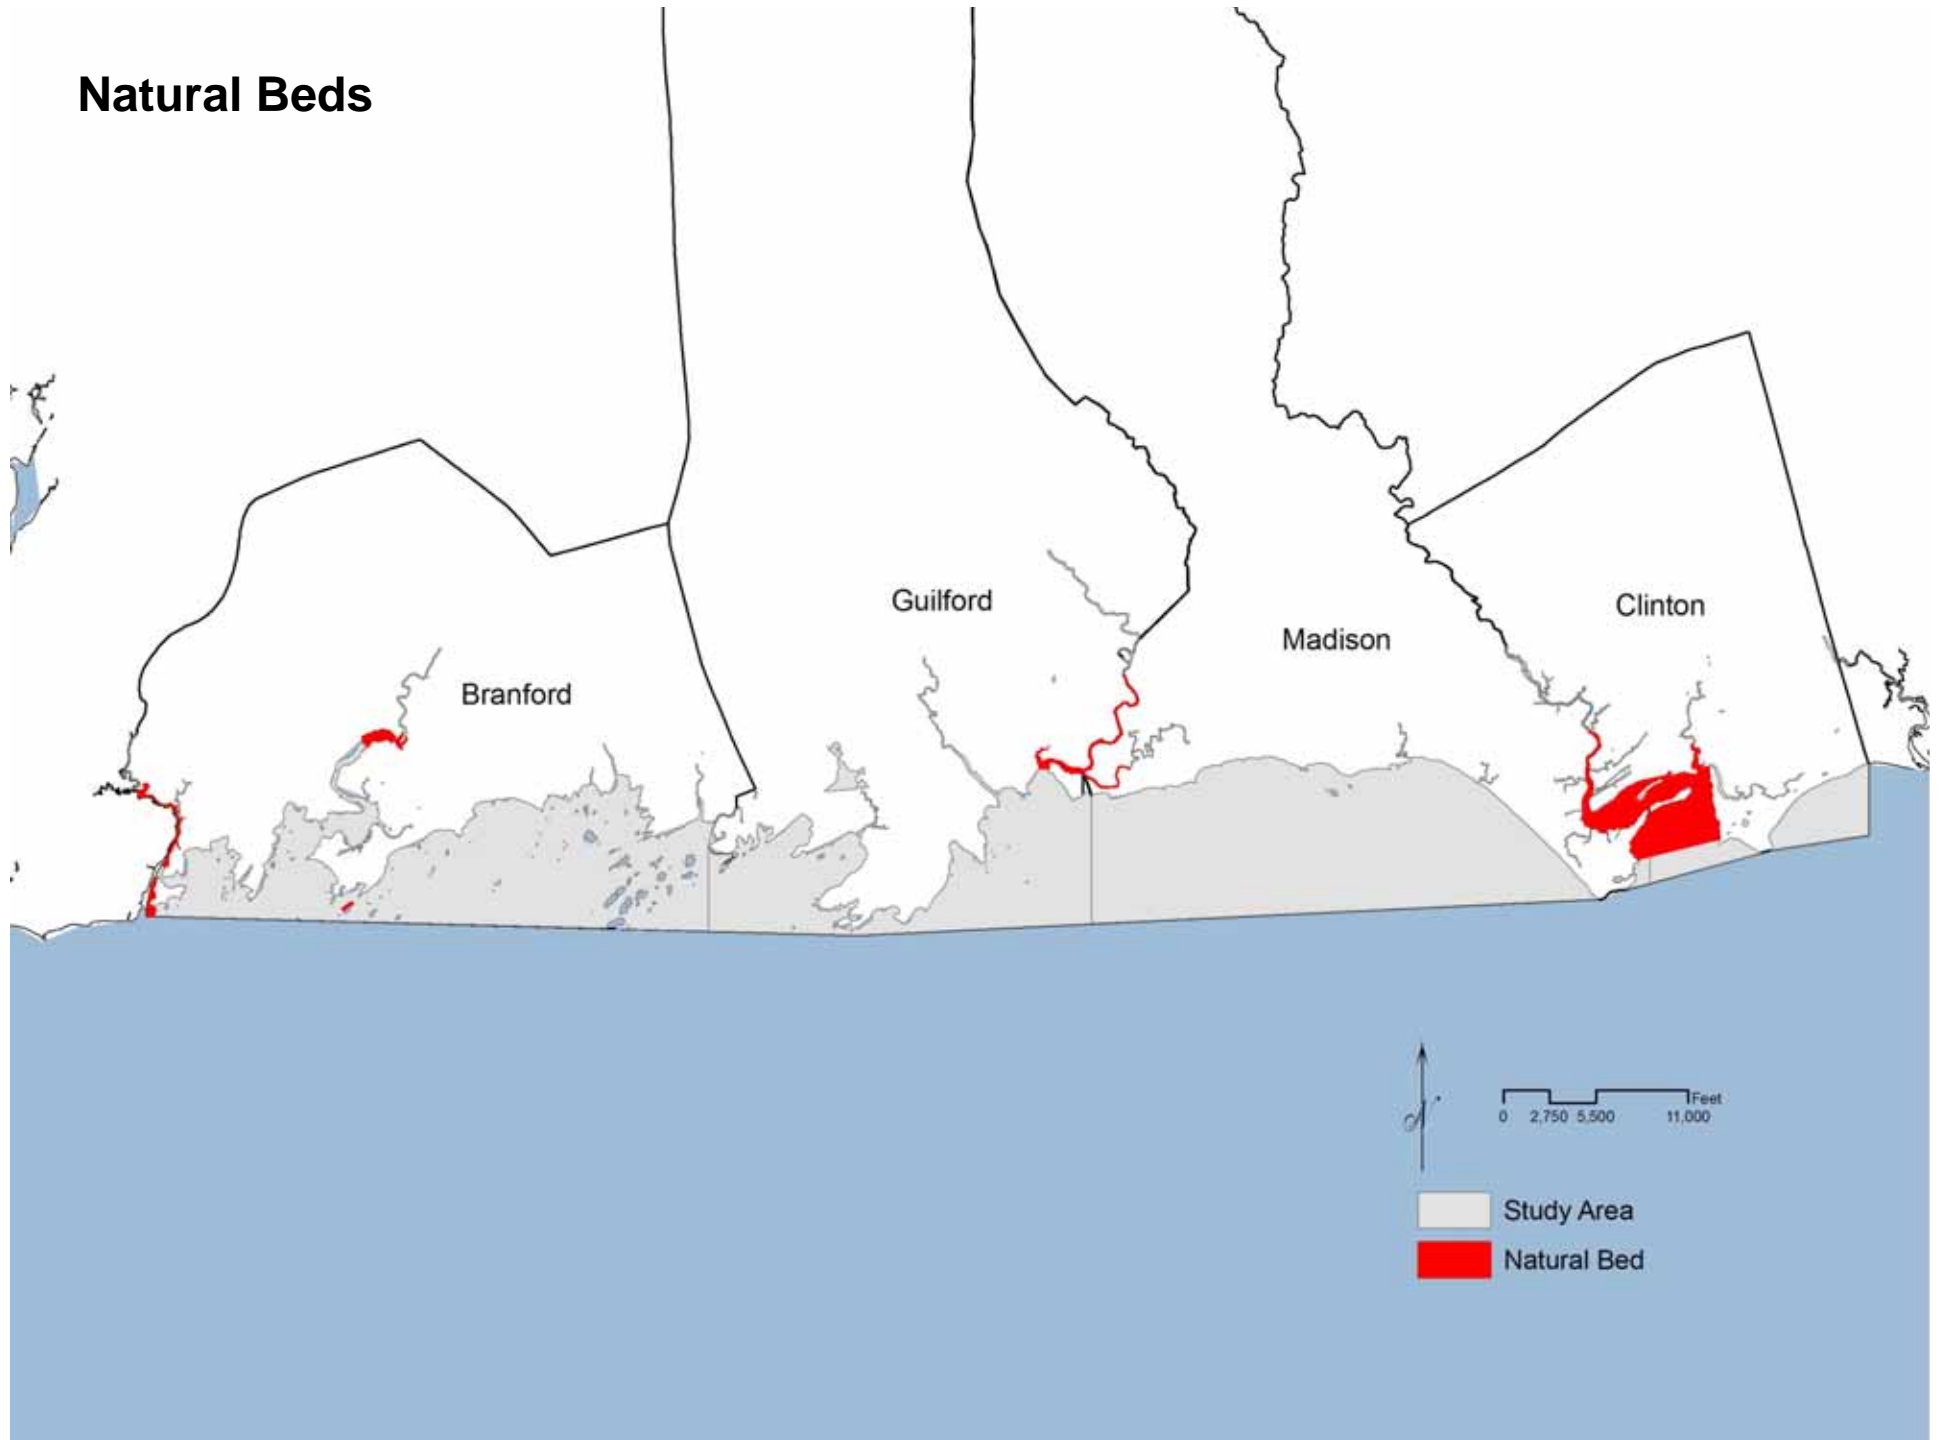 Natural Beds
Guilford
Clinton
Madison
Branford
Feet
0 2,750 5,500 11,000
N
Study Area
Natural Bed